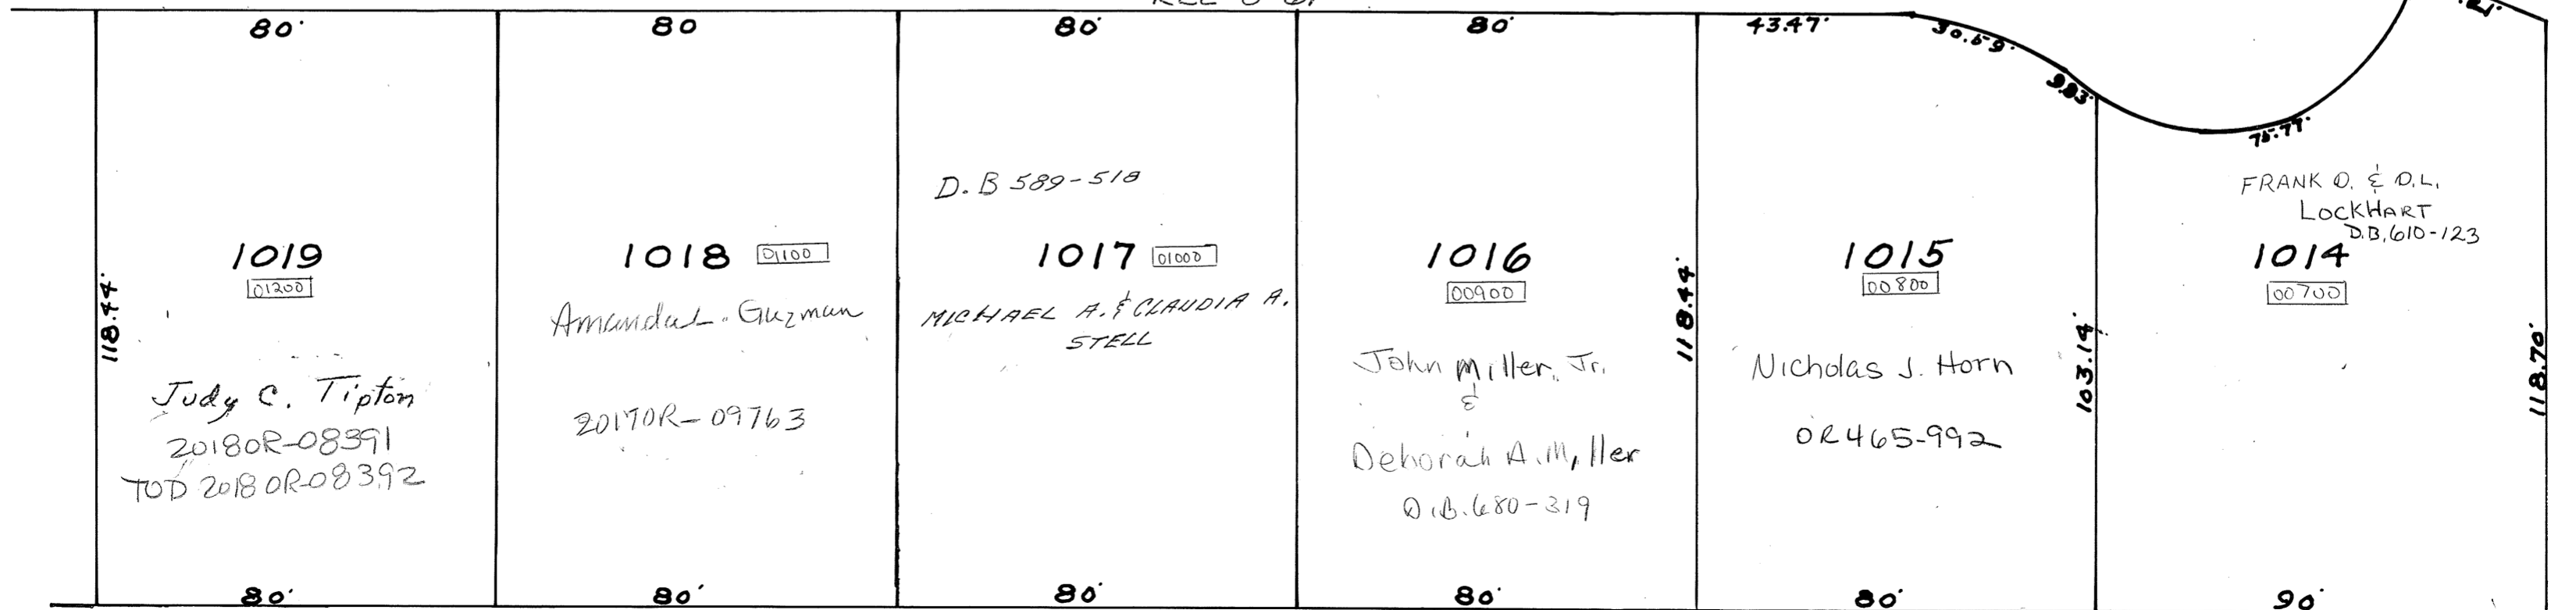 80'
80
80'
80'
43.47'
30.59'
9.83'
75.77'
118.44'
1019
01200
Judy C. Tipton
2018OR-08391
TOD 2018OR-08392
80'
1018 01100
Amanda L. Guzman
2017OR-09763
80'
D.B 589-518
1017 01000
MICHAEL A. & CLAUDIA A.
STELL
80'
1016
00900
John Miller, Jr.
&
Deborah A. Miller
D.B. 680-319
80'
118.44'
1015
00800
Nicholas J. Horn
OR465-992
80'
103.14'
FRANK D. & D.L.
LOCKHART
D.B. 610-123
1014
00700
118.70'
90'